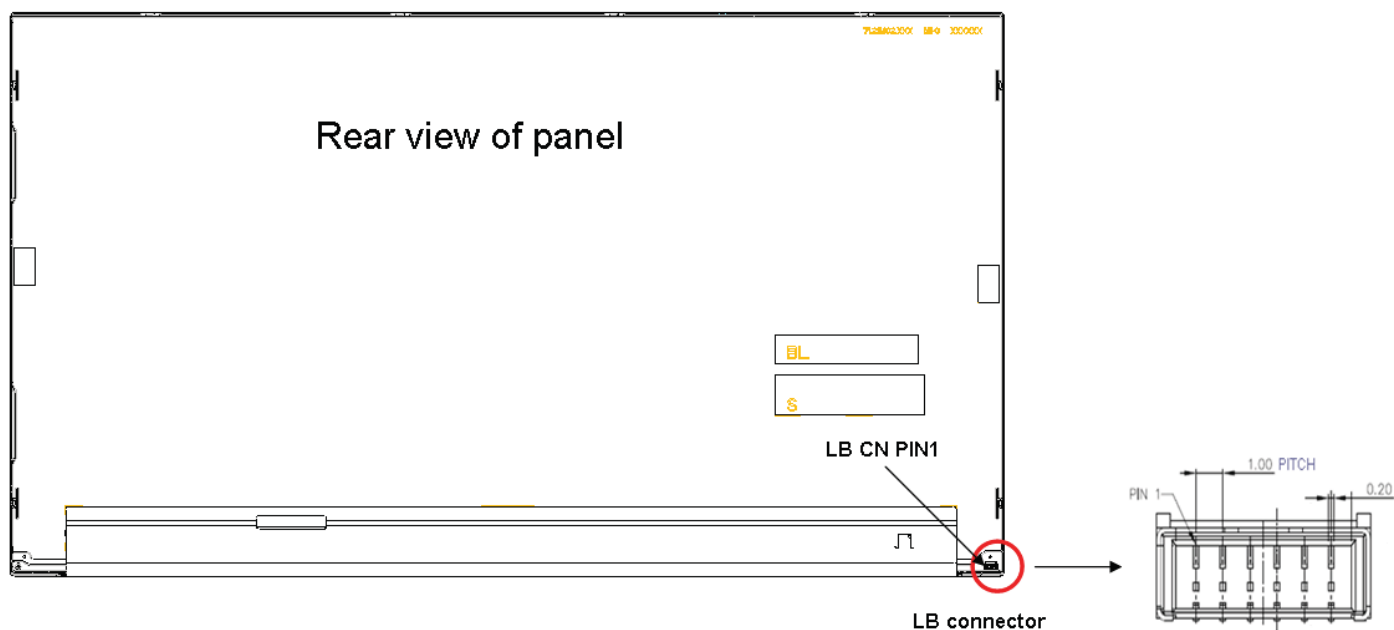 Rear view of panel
BL
S
LB CN PIN1
1.00 PITCH
PIN 1
0.20
LB connector